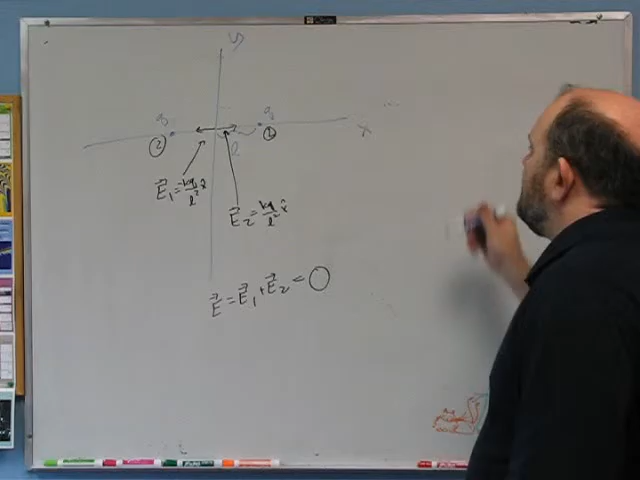 y
q q
② ① x
l
E⃗₁ = -kq/l² x̂
E⃗₂ = kq/l² x̂
E⃗ = E⃗₁ + E⃗₂ = 0